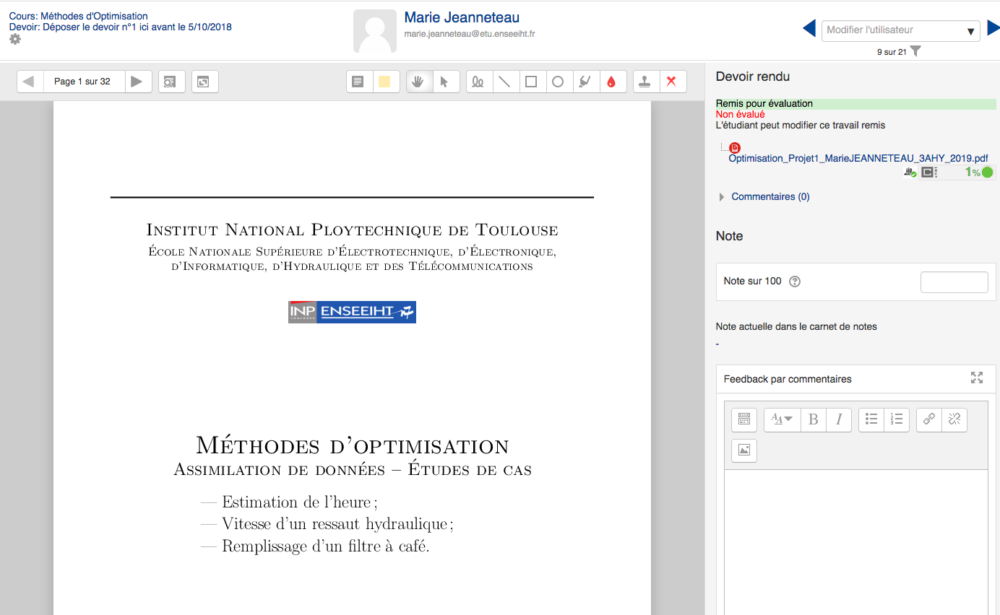 Cours: Méthodes d'Optimisation
Devoir: Déposer le devoir n°1 ici avant le 5/10/2018
Marie Jeanneteau
marie.jeanneteau@etu.enseeiht.fr
Modifier l'utilisateur
9 sur 21
Page 1 sur 32
INSTITUT NATIONAL PLOYTECHNIQUE DE TOULOUSE
ÉCOLE NATIONALE SUPÉRIEURE D'ÉLECTROTECHNIQUE, D'ÉLECTRONIQUE,
D'INFORMATIQUE, D'HYDRAULIQUE ET DES TÉLÉCOMMUNICATIONS
INP ENSEEIHT
MÉTHODES D'OPTIMISATION
ASSIMILATION DE DONNÉES – ÉTUDES DE CAS
— Estimation de l'heure ;
— Vitesse d'un ressaut hydraulique ;
— Remplissage d'un filtre à café.
Devoir rendu
Remis pour évaluation
Non évalué
L'étudiant peut modifier ce travail remis
Optimisation_Projet1_MarieJEANNETEAU_3AHY_2019.pdf
1%
Commentaires (0)
Note
Note sur 100 ?
Note actuelle dans le carnet de notes
-
Feedback par commentaires
B I